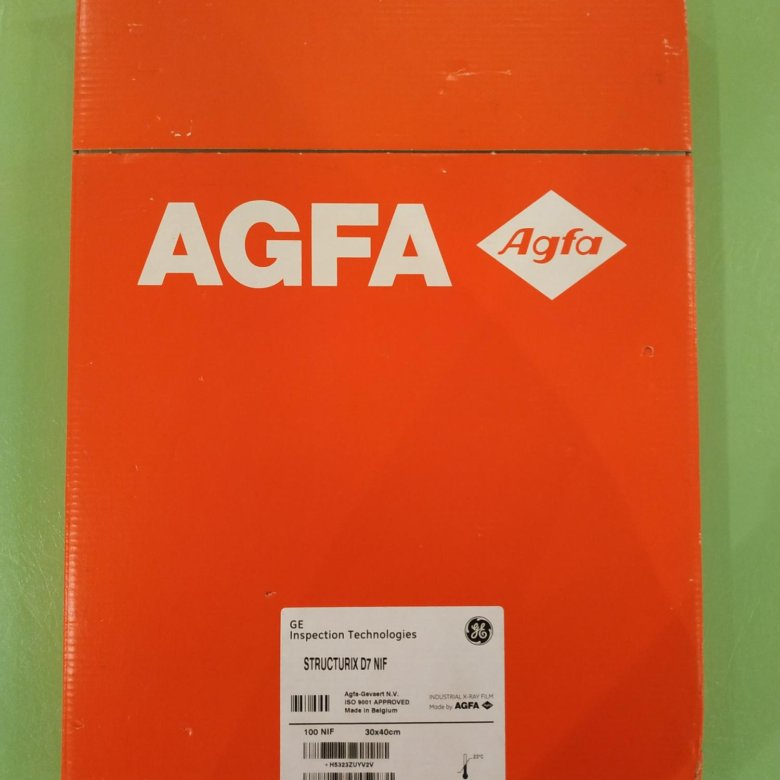 AGFA Agfa
GE
Inspection Technologies
STRUCTURIX D7 NIF
Agfa-Gevaert N.V.
ISO 9001 APPROVED
Made in Belgium
INDUSTRIAL X-RAY FILM
Made by AGFA
100 NIF 30x40cm
+H5323ZUYV2V